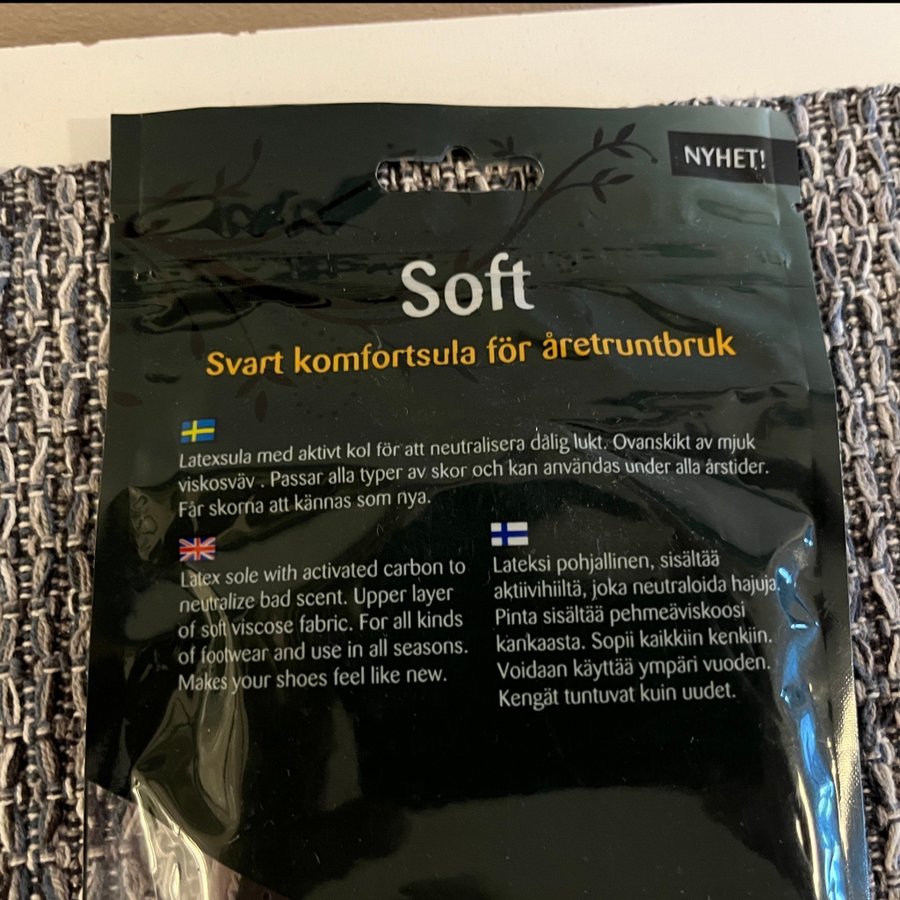 NYHET!
Soft
Svart komfortsula för åretruntbruk
Latexsula med aktivt kol för att neutralisera dålig lukt. Ovanskikt av mjuk
viskosväv . Passar alla typer av skor och kan användas under alla årstider.
Får skorna att kännas som nya.
Latex sole with activated carbon to
neutralize bad scent. Upper layer
of soft viscose fabric. For all kinds
of footwear and use in all seasons.
Makes your shoes feel like new.
Lateksi pohjallinen, sisältää
aktiivihiiltä, joka neutraloida hajuja.
Pinta sisältää pehmeäviskoosi
kankaasta. Sopii kaikkiin kenkiin.
Voidaan käyttää ympäri vuoden.
Kengät tuntuvat kuin uudet.